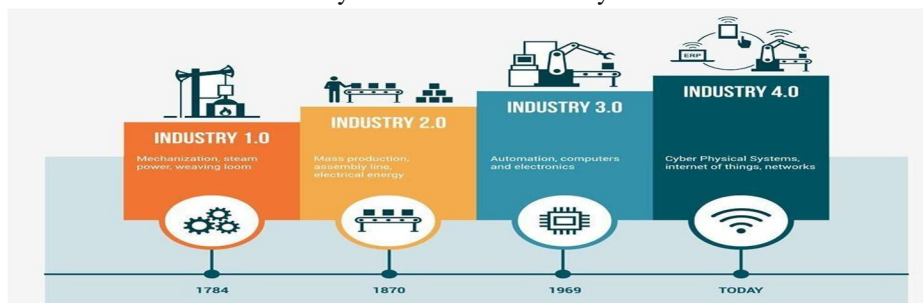 INDUSTRY 1.0
Mechanization, steam
power, weaving loom
1784
INDUSTRY 2.0
Mass production,
assembly line,
electrical energy
1870
INDUSTRY 3.0
Automation, computers
and electronics
1969
ERP
INDUSTRY 4.0
Cyber Physical Systems,
internet of things, networks
TODAY